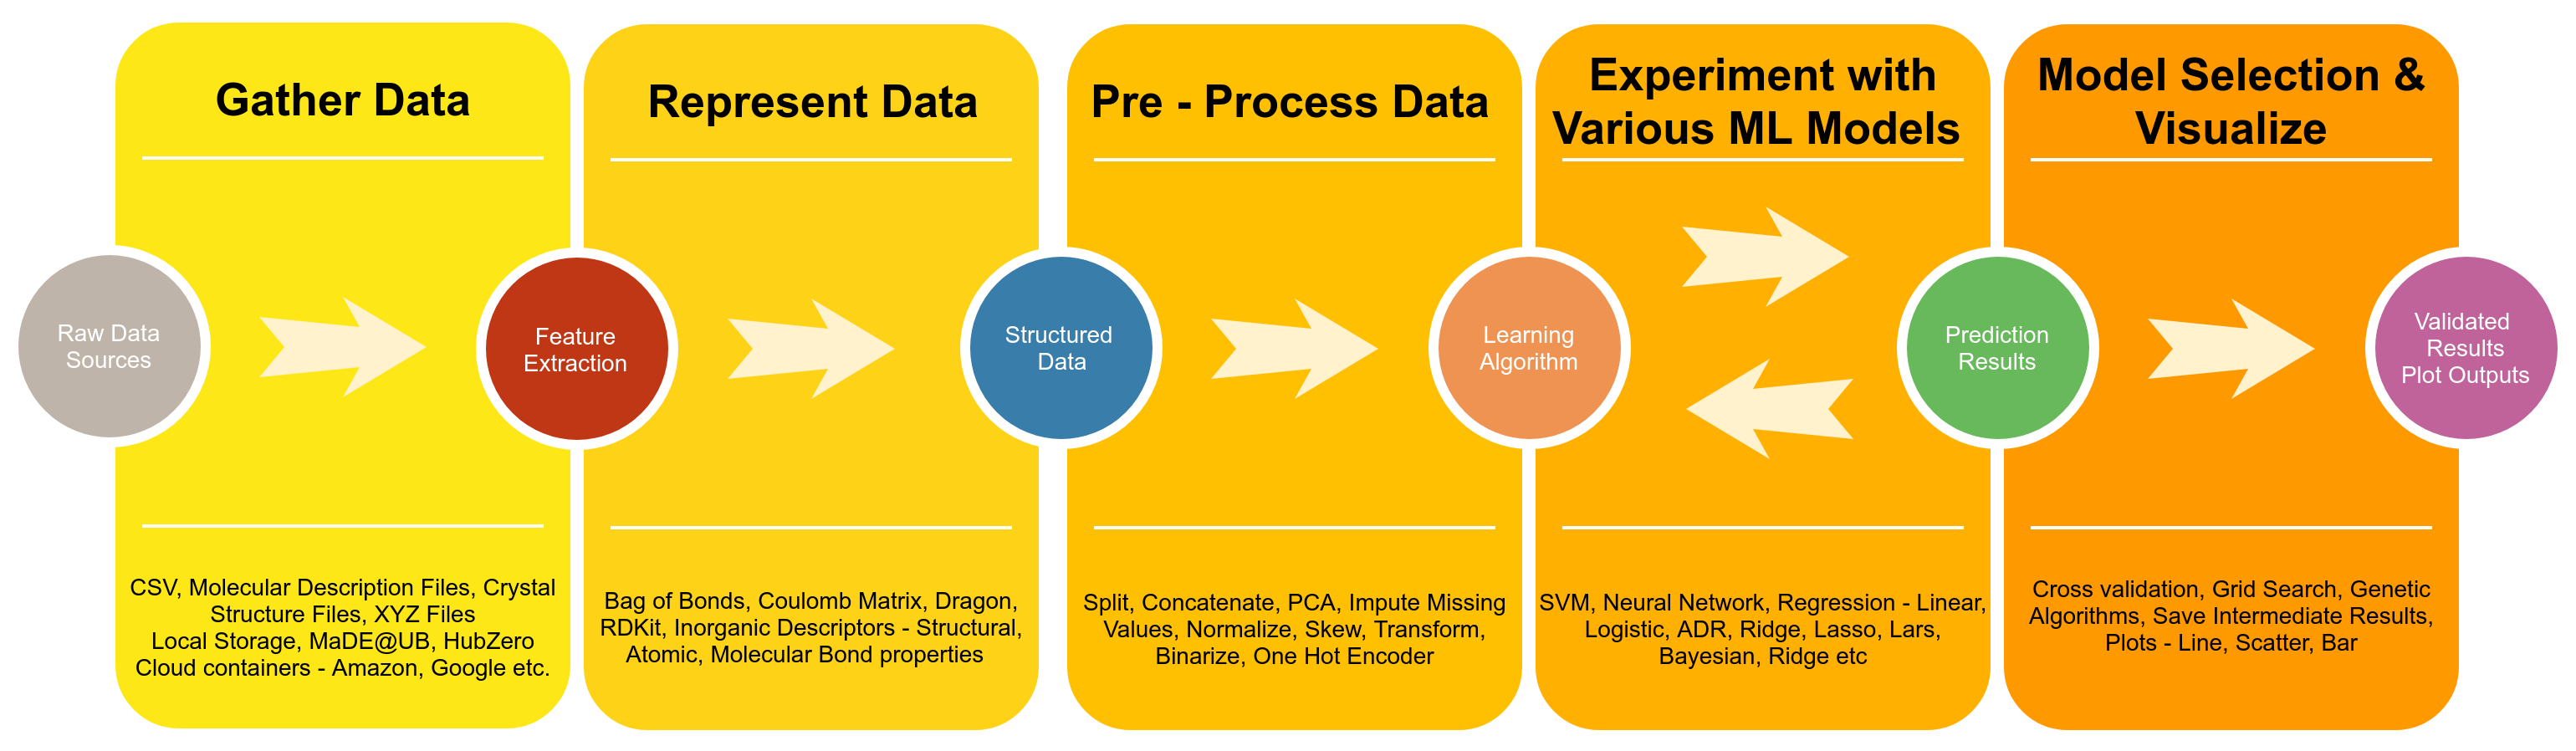 Gather Data
Represent Data
Pre - Process Data
Experiment with
Various ML Models
Model Selection &
Visualize
Raw Data
Sources
Feature
Extraction
Structured
Data
Learning
Algorithm
Prediction
Results
Validated
Results
Plot Outputs
CSV, Molecular Description Files, Crystal
Structure Files, XYZ Files
Local Storage, MaDE@UB, HubZero
Cloud containers - Amazon, Google etc.
Bag of Bonds, Coulomb Matrix, Dragon,
RDKit, Inorganic Descriptors - Structural,
Atomic, Molecular Bond properties
Split, Concatenate, PCA, Impute Missing
Values, Normalize, Skew, Transform,
Binarize, One Hot Encoder
SVM, Neural Network, Regression - Linear,
Logistic, ADR, Ridge, Lasso, Lars,
Bayesian, Ridge etc
Cross validation, Grid Search, Genetic
Algorithms, Save Intermediate Results,
Plots - Line, Scatter, Bar